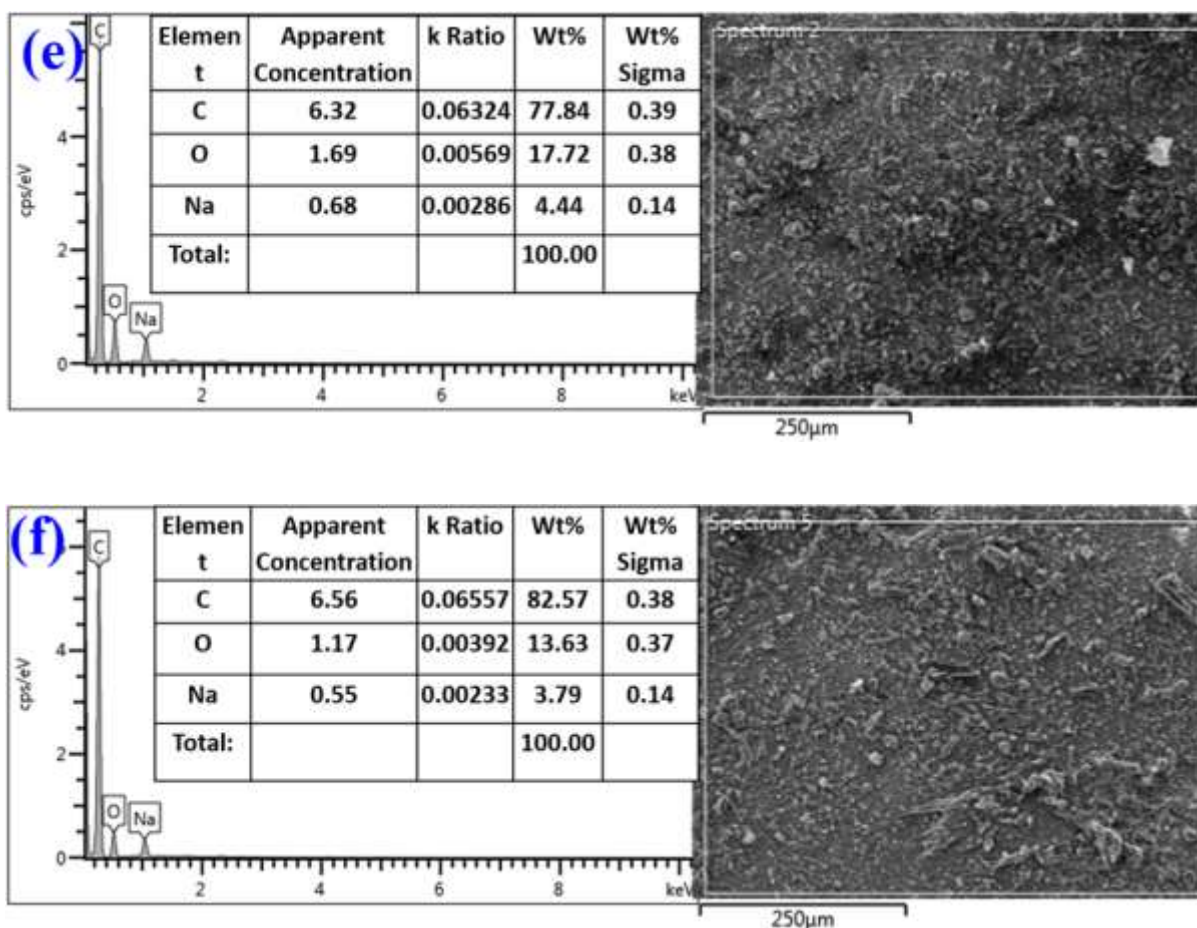 (e)
Elemen
t Apparent
Concentration k Ratio Wt% Wt%
Sigma
C 6.32 0.06324 77.84 0.39
O 1.69 0.00569 17.72 0.38
Na 0.68 0.00286 4.44 0.14
Total: 100.00
C
O
Na
cps/eV
4
2
0
2 4 6 8 keV
Spectrum 2
250µm
(f)
Elemen
t Apparent
Concentration k Ratio Wt% Wt%
Sigma
C 6.56 0.06557 82.57 0.38
O 1.17 0.00392 13.63 0.37
Na 0.55 0.00233 3.79 0.14
Total: 100.00
C
O
Na
cps/eV
4
2
0
2 4 6 8 keV
Spectrum 5
250µm